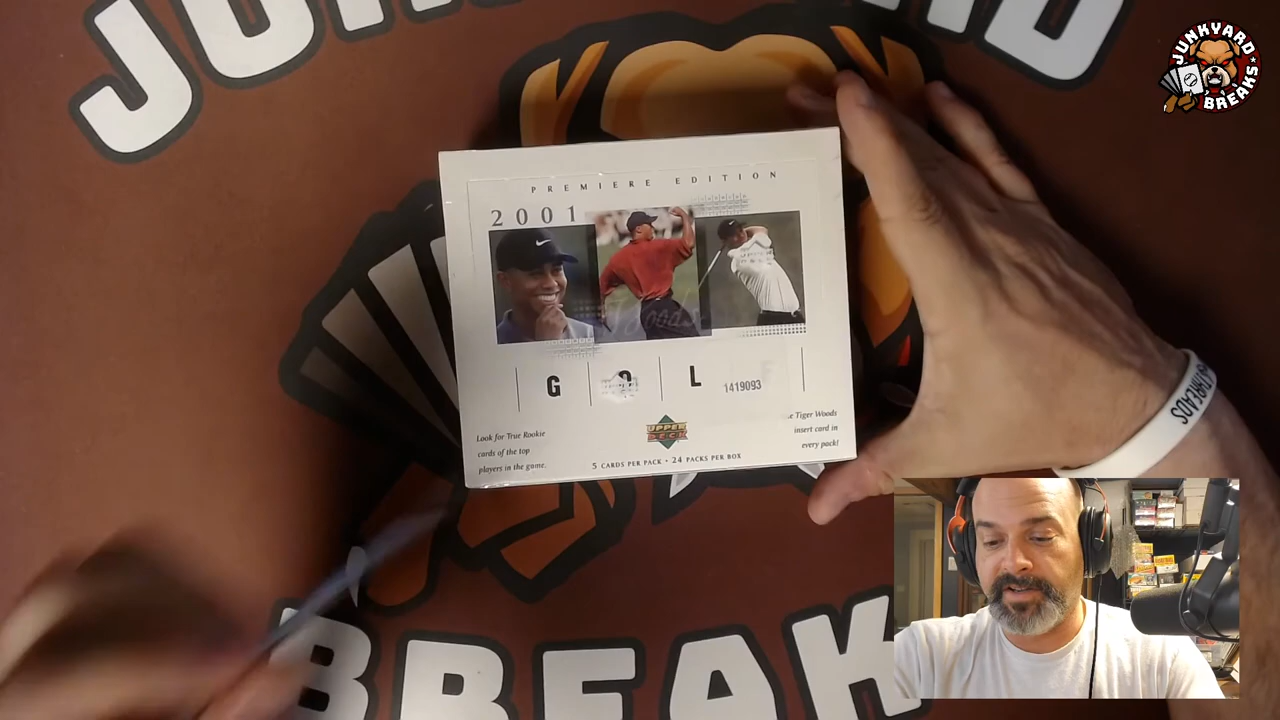 JUNKYARD
BREAKS
PREMIERE EDITION
2001
G O L F
1419093
UPPER
DECK
Look for True Rookie
cards of the top
players in the game.
Tiger Woods
insert card in
every pack!
5 CARDS PER PACK • 24 PACKS PER BOX
BREAK